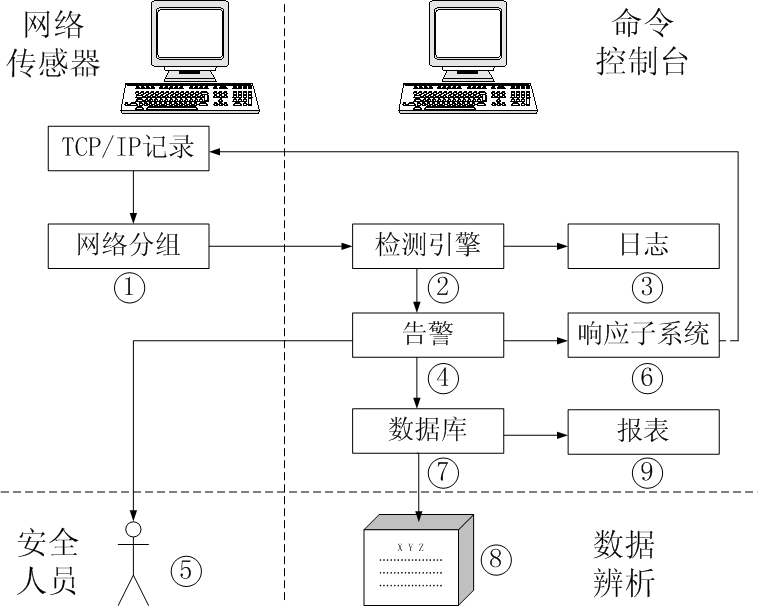 网络
传感器
命令
控制台
TCP/IP记录
网络分组
①
检测引擎
②
日志
③
告警
④
响应子系统
⑥
数据库
⑦
报表
⑨
安全
人员
⑤
X Y Z
⑧
数据
辨析